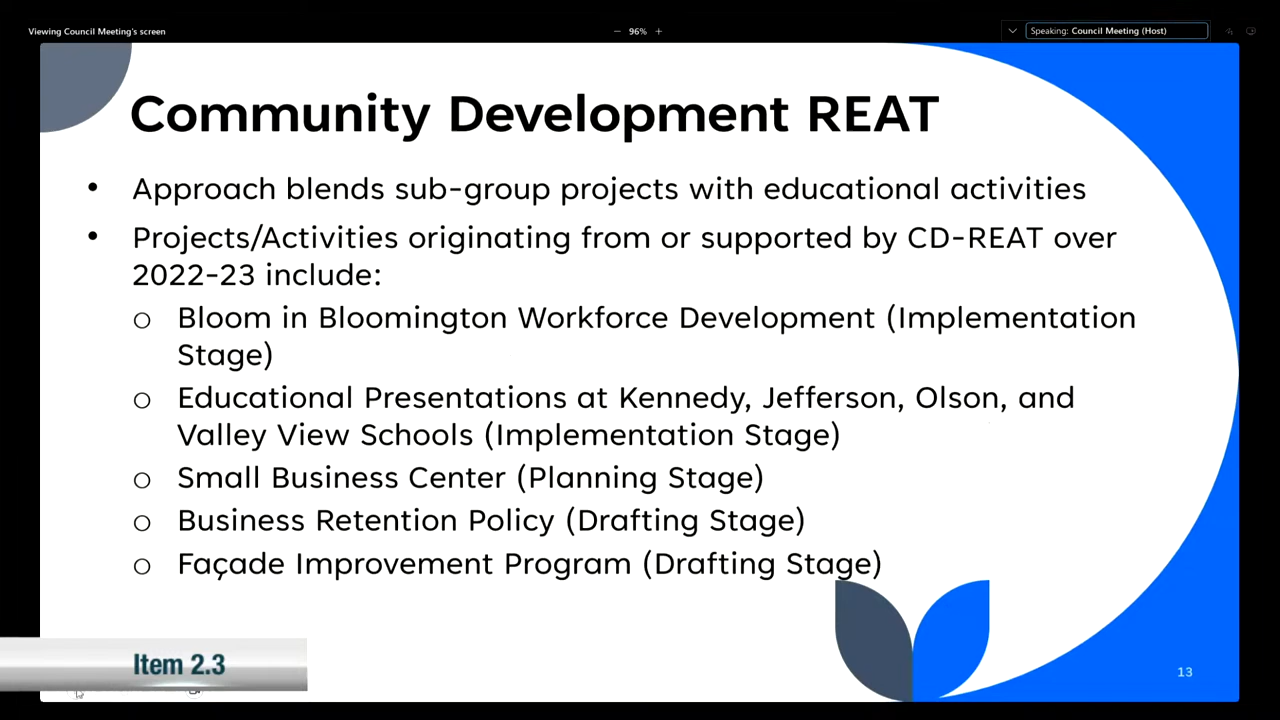 Viewing Council Meeting's screen
− 96% +
Speaking: Council Meeting (Host)
Community Development REAT
• Approach blends sub-group projects with educational activities
• Projects/Activities originating from or supported by CD-REAT over
2022-23 include:
o Bloom in Bloomington Workforce Development (Implementation
Stage)
o Educational Presentations at Kennedy, Jefferson, Olson, and
Valley View Schools (Implementation Stage)
o Small Business Center (Planning Stage)
o Business Retention Policy (Drafting Stage)
o Façade Improvement Program (Drafting Stage)
Item 2.3
13